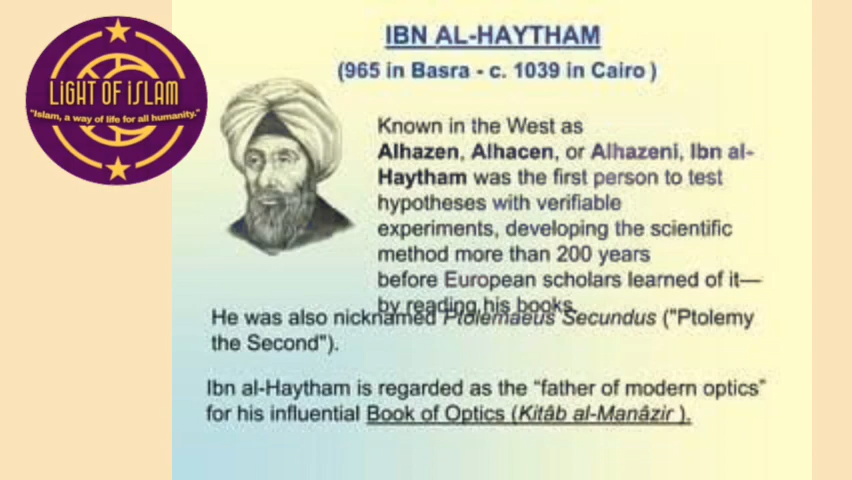 LiGHT OF iSLAM
"Islam, a way of life for all humanity."
IBN AL-HAYTHAM
(965 in Basra - c. 1039 in Cairo )
Known in the West as
Alhazen, Alhacen, or Alhazeni, Ibn al-
Haytham was the first person to test
hypotheses with verifiable
experiments, developing the scientific
method more than 200 years
before European scholars learned of it—
by reading his books.
He was also nicknamed Ptolemaeus Secundus ("Ptolemy
the Second").
Ibn al-Haytham is regarded as the “father of modern optics”
for his influential Book of Optics (Kitâb al-Manâzir ).